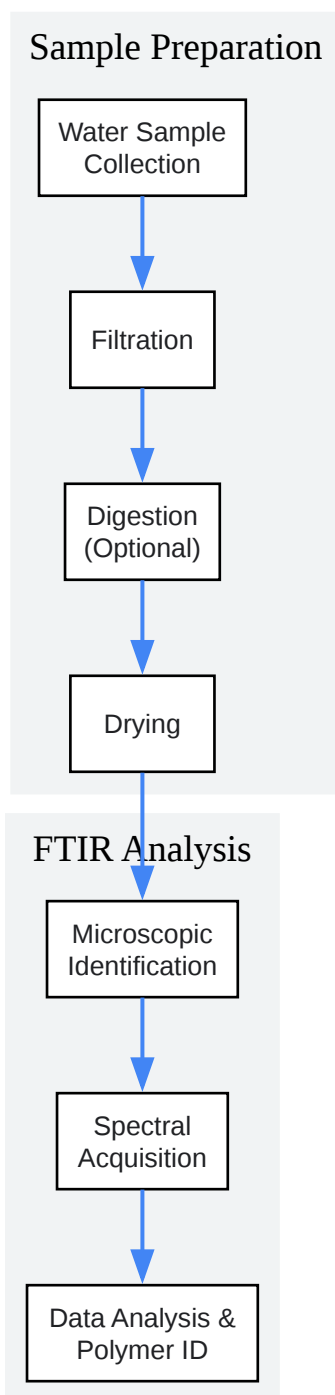 Sample Preparation
Water Sample
Collection
Filtration
Digestion
(Optional)
Drying
FTIR Analysis
Microscopic
Identification
Spectral
Acquisition
Data Analysis &
Polymer ID